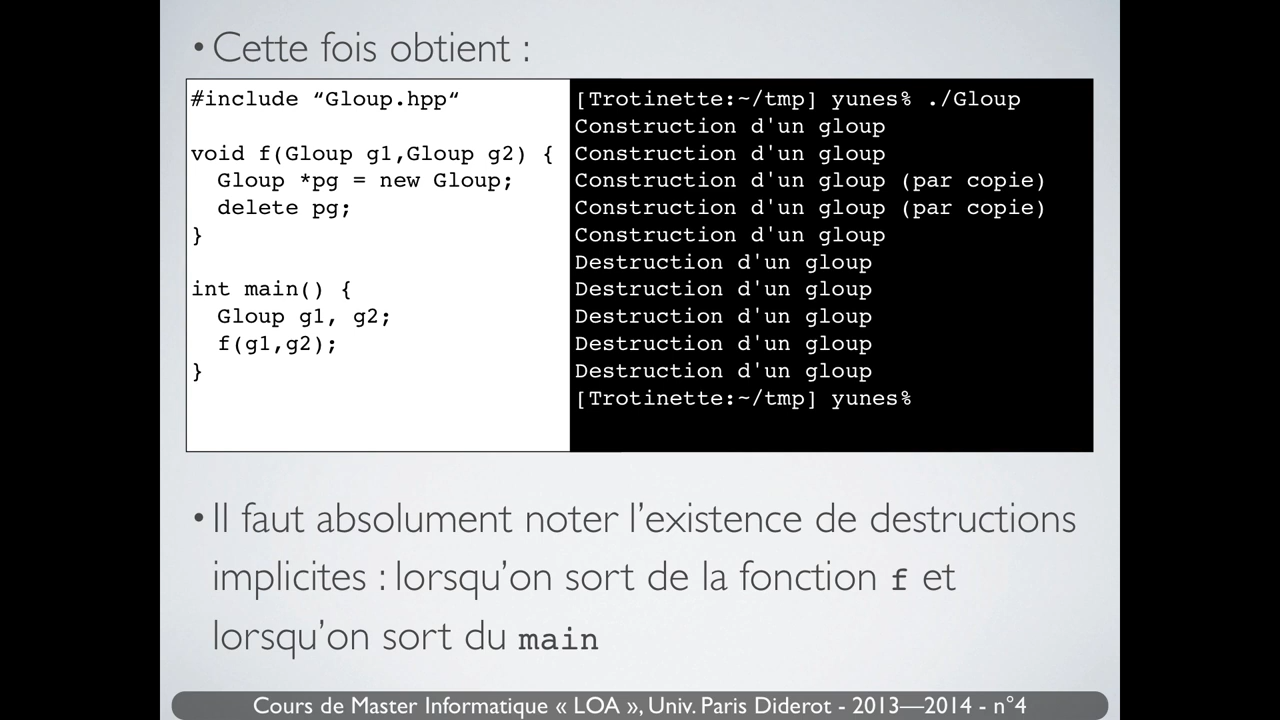 • Cette fois obtient :
#include “Gloup.hpp“
void f(Gloup g1,Gloup g2) {
Gloup *pg = new Gloup;
delete pg;
}
int main() {
Gloup g1, g2;
f(g1,g2);
}
[Trotinette:~/tmp] yunes% ./Gloup
Construction d'un gloup
Construction d'un gloup
Construction d'un gloup (par copie)
Construction d'un gloup (par copie)
Construction d'un gloup
Destruction d'un gloup
Destruction d'un gloup
Destruction d'un gloup
Destruction d'un gloup
Destruction d'un gloup
[Trotinette:~/tmp] yunes%
• Il faut absolument noter l’existence de destructions
implicites : lorsqu’on sort de la fonction f et
lorsqu’on sort du main
Cours de Master Informatique « LOA », Univ. Paris Diderot - 2013—2014 - n°4